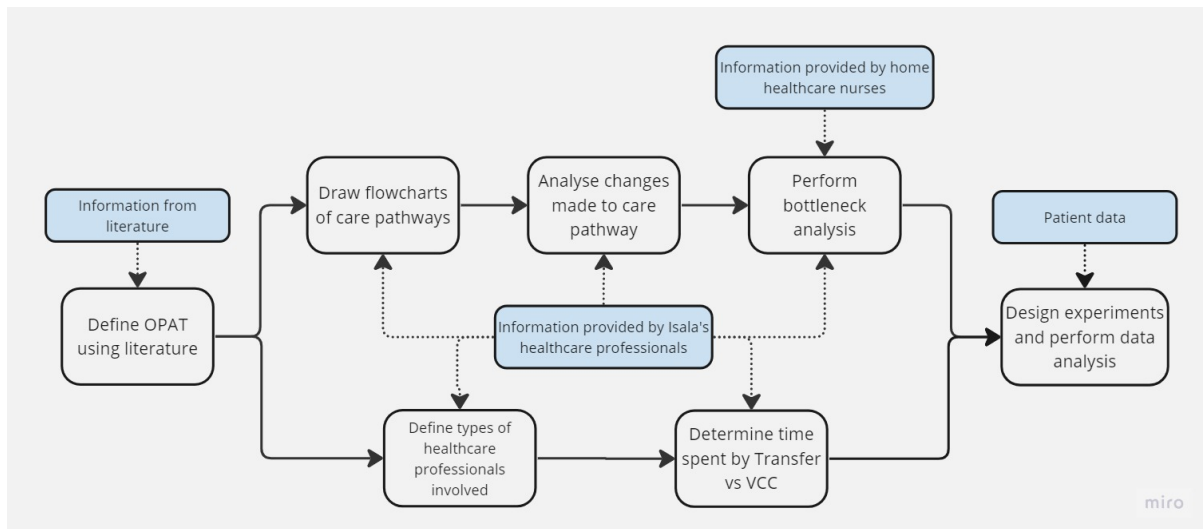 Information provided by home
healthcare nurses
Draw flowcharts
of care pathways
Analyse changes
made to care
pathway
Perform
bottleneck
analysis
Information from
literature
Patient data
Define OPAT
using literature
Information provided by Isala's
healthcare professionals
Design experiments
and perform data
analysis
Define types of
healthcare
professionals
involved
Determine time
spent by Transfer
vs VCC
miro